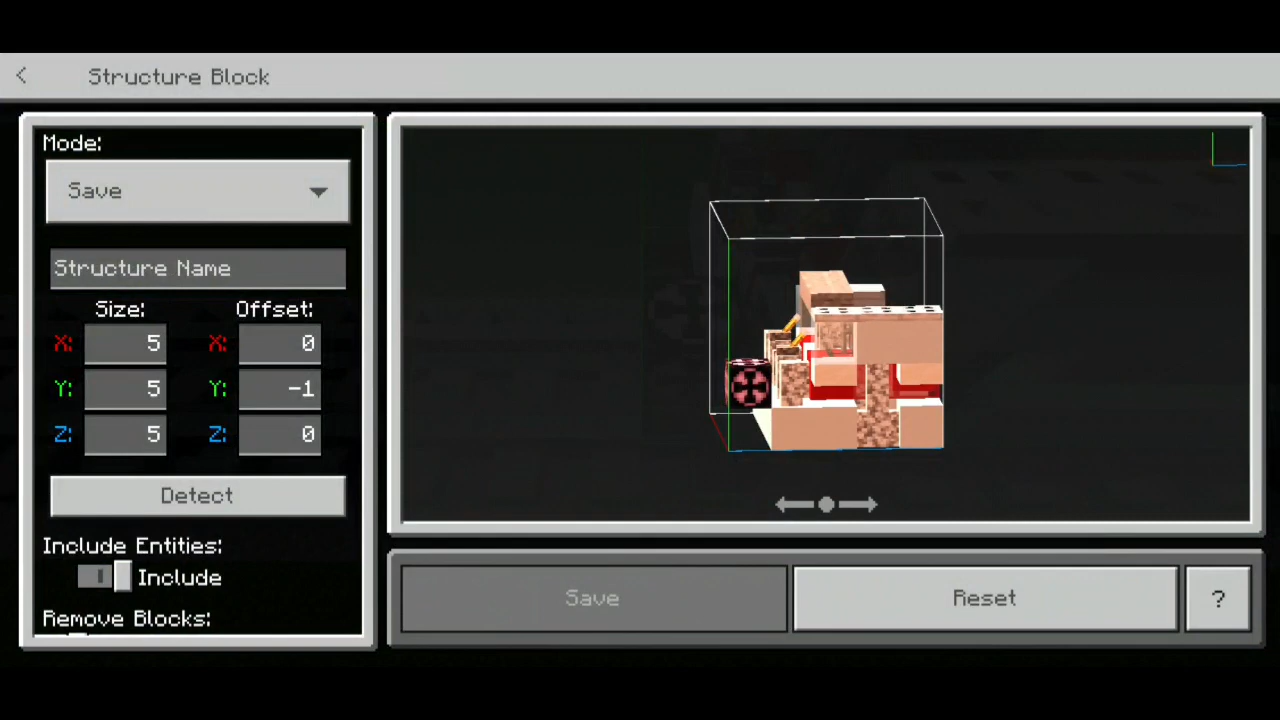 Structure Block
Mode:
Save
Structure Name
Size: Offset:
X: 5 X: 0
Y: 5 Y: -1
Z: 5 Z: 0
Detect
Include Entities:
Include
Remove Blocks:
Save Reset ?